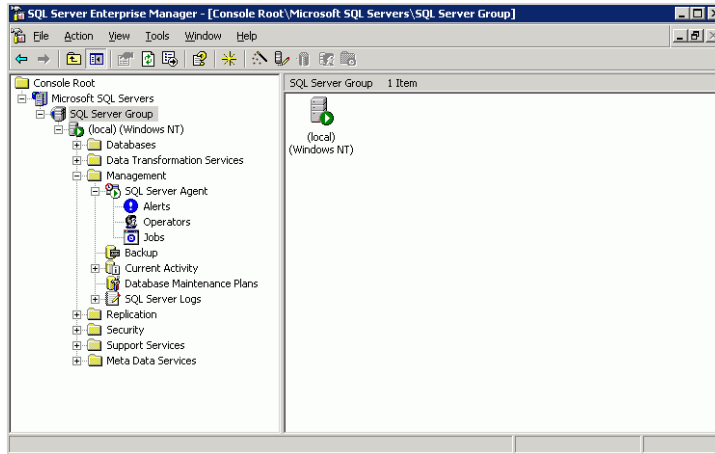 SQL Server Enterprise Manager - [Console Root\Microsoft SQL Servers\SQL Server Group]
File Action View Tools Window Help
Console Root
Microsoft SQL Servers
SQL Server Group
(local) (Windows NT)
Databases
Data Transformation Services
Management
SQL Server Agent
Alerts
Operators
Jobs
Backup
Current Activity
Database Maintenance Plans
SQL Server Logs
Replication
Security
Support Services
Meta Data Services
SQL Server Group 1 Item
(local)
(Windows NT)